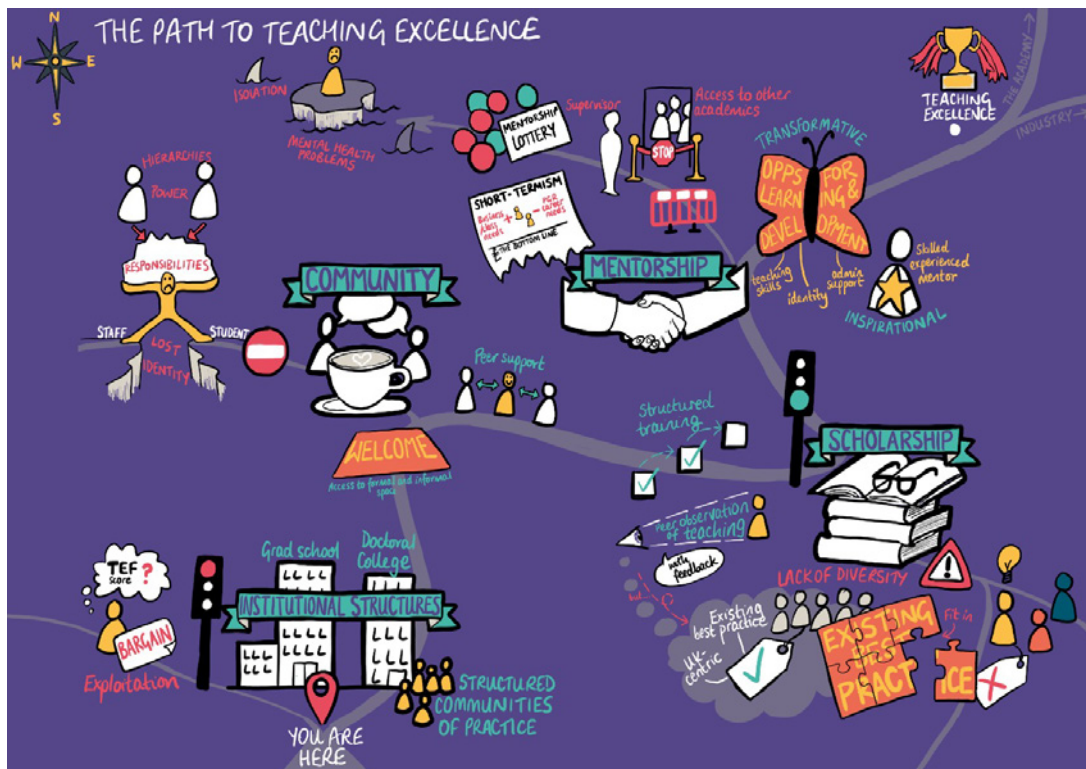 N
W E
S
THE PATH TO TEACHING EXCELLENCE
ISOLATION
MENTAL HEALTH
PROBLEMS
MENTORSHIP
LOTTERY
Supervisor
Access to other
academics
STOP
TEACHING
EXCELLENCE
THE ACADEMY →
INDUSTRY →
HIERARCHIES
POWER
RESPONSIBILITIES
STAFF
STUDENT
LOST
IDENTITY
COMMUNITY
SHORT-TERMISM
Business
needs
+
-
PGR
career
needs
£ THE BOTTOM LINE
MENTORSHIP
TRANSFORMATIVE
OPPS FOR
LEARNING &
DEVELOPMENT
teaching
skills
identity
admin
support
Skilled
experienced
mentor
INSPIRATIONAL
Peer support
WELCOME
Access to formal and informal
space
Structured
training
SCHOLARSHIP
Peer observation
of teaching
with
feedback
but
LACK OF DIVERSITY
Existing
best practice
UK-
centric
EXISTING
BEST
PRACTICE
Fit in
TEF
score ?
BARGAIN
Exploitation
Grad school
Doctoral
College
INSTITUTIONAL STRUCTURES
YOU ARE
HERE
STRUCTURED
COMMUNITIES
OF PRACTICE